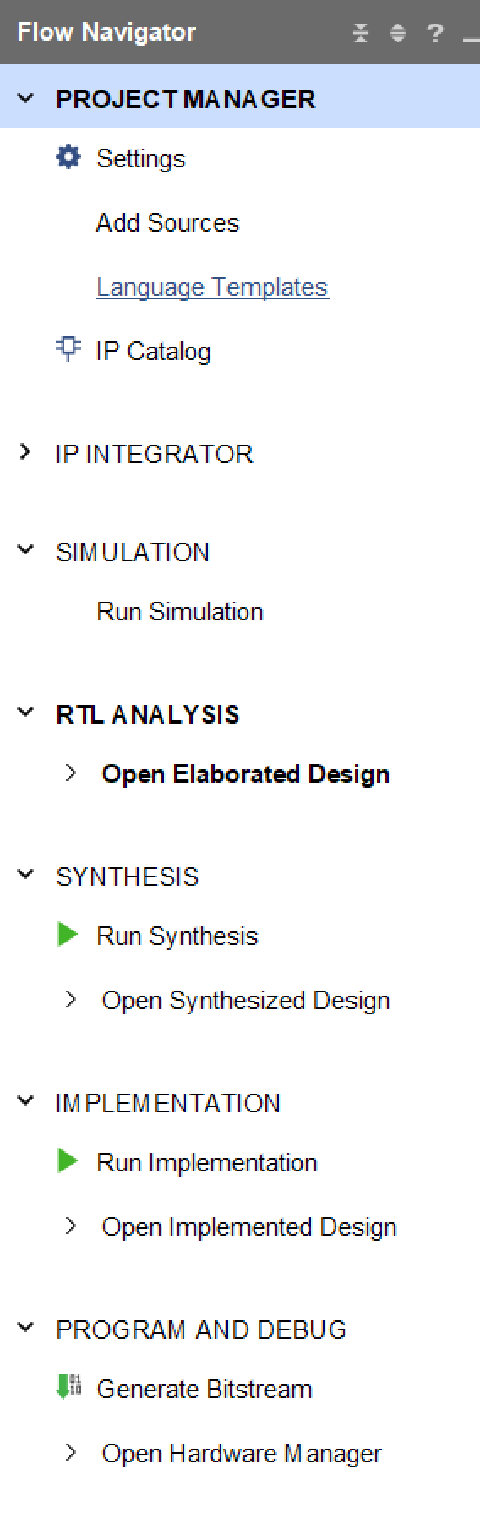 Flow Navigator ?
PROJECT MANAGER
Settings
Add Sources
Language Templates
IP Catalog
IP INTEGRATOR
SIMULATION
Run Simulation
RTL ANALYSIS
Open Elaborated Design
SYNTHESIS
Run Synthesis
Open Synthesized Design
IMPLEMENTATION
Run Implementation
Open Implemented Design
PROGRAM AND DEBUG
Generate Bitstream
Open Hardware Manager